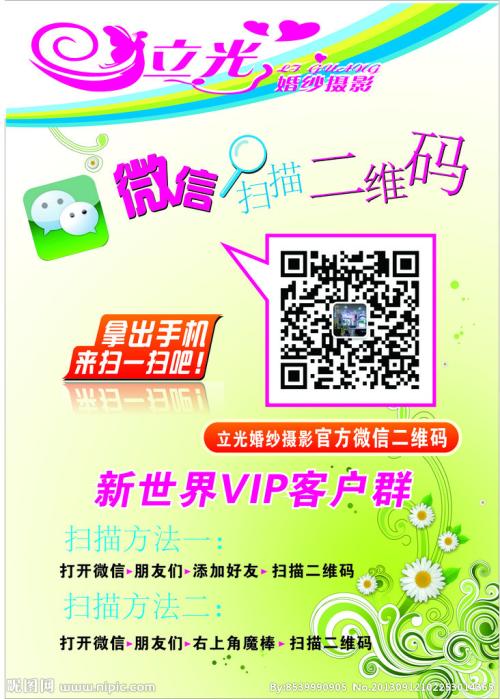 立光
LI GUANG
婚纱摄影
微信扫描二维码
拿出手机
来扫一扫吧！
立光婚纱摄影官方微信二维码
新世界VIP客户群
扫描方法一：
打开微信▸朋友们▸添加好友▸扫描二维码
扫描方法二：
打开微信▸朋友们▸右上角魔棒▸扫描二维码
昵图网 www.nipic.com